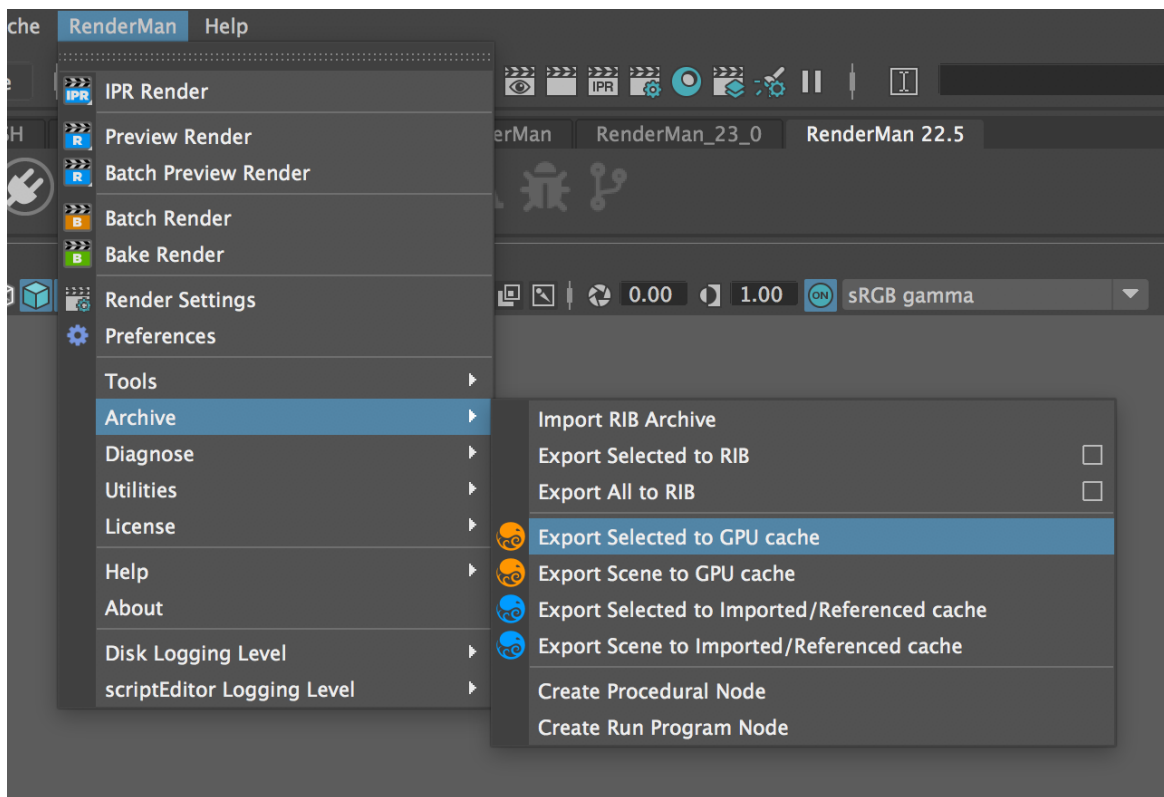 che RenderMan Help
IPR Render
Preview Render
Batch Preview Render
Batch Render
Bake Render
Render Settings
Preferences
Tools
Archive
Diagnose
Utilities
License
Help
About
Disk Logging Level
scriptEditor Logging Level
IPR
SH erMan RenderMan_23_0 RenderMan 22.5
0.00 1.00 ON sRGB gamma
Import RIB Archive
Export Selected to RIB
Export All to RIB
Export Selected to GPU cache
Export Scene to GPU cache
Export Selected to Imported/Referenced cache
Export Scene to Imported/Referenced cache
Create Procedural Node
Create Run Program Node